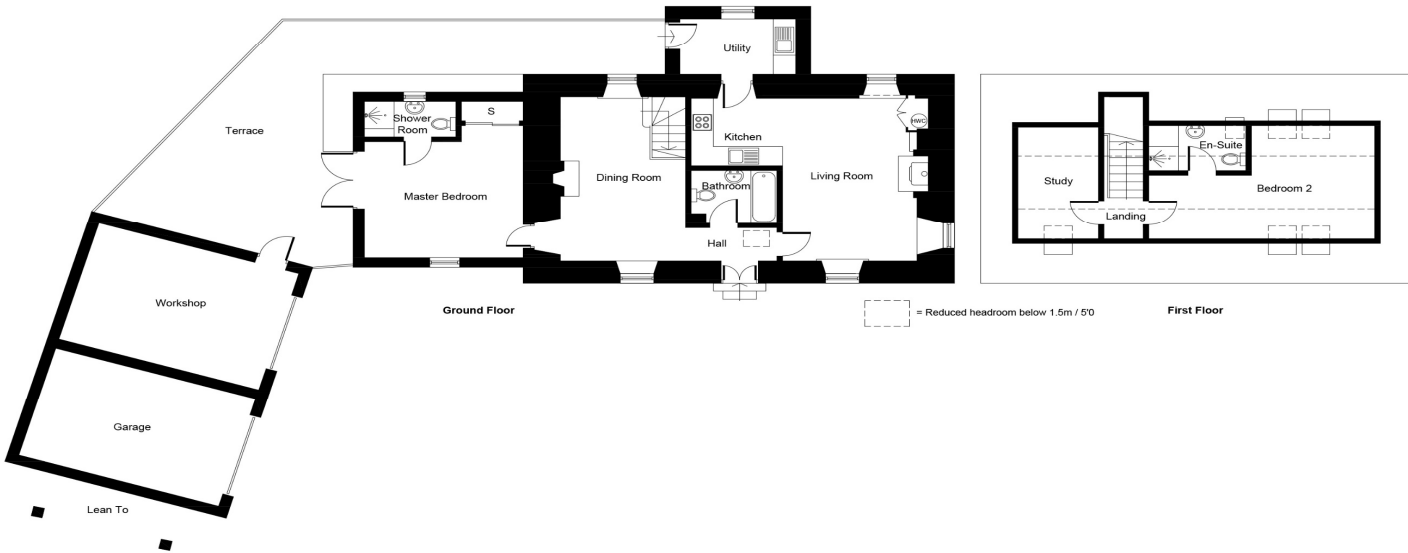 Utility
Terrace
Shower
Room
S
Kitchen
HWC
Master Bedroom
Dining Room
Bathroom
Living Room
Hall
Workshop
Garage
Lean To
Ground Floor
= Reduced headroom below 1.5m / 5'0
En-Suite
Study
Bedroom 2
Landing
First Floor